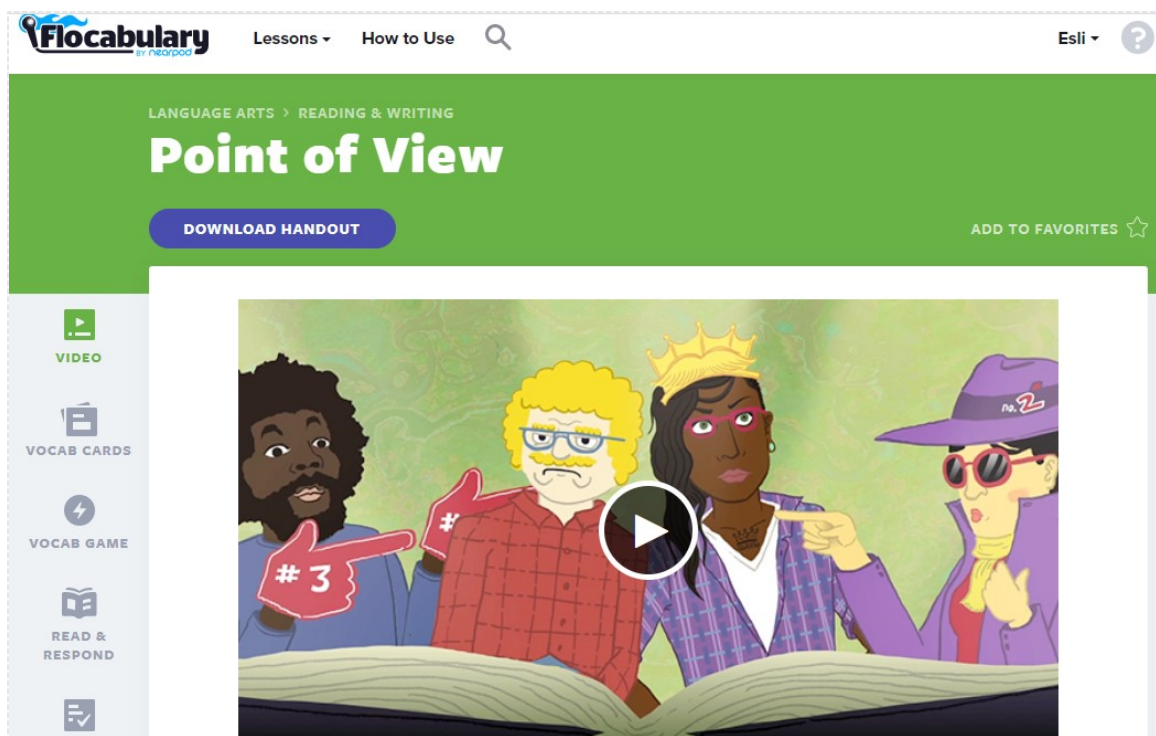 Flocabulary
BY nearpod
Lessons
How to Use
Esli
?
LANGUAGE ARTS > READING & WRITING
Point of View
DOWNLOAD HANDOUT
ADD TO FAVORITES
VIDEO
VOCAB CARDS
VOCAB GAME
READ &
RESPOND
no. 2
#
# 3